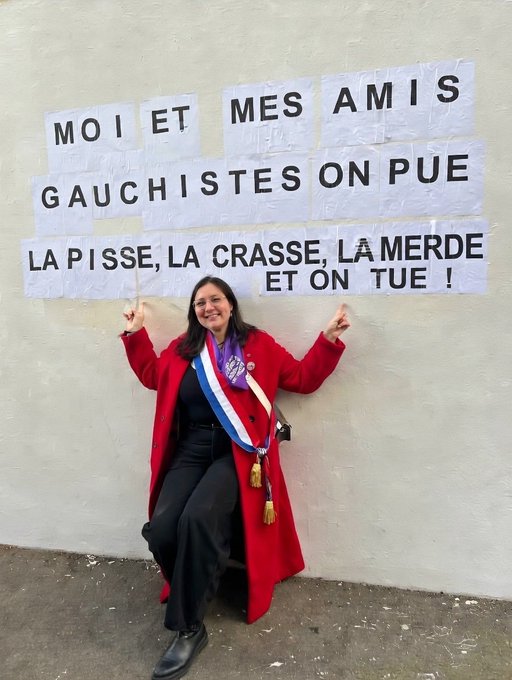 MOI ET MES AMIS
GAUCHISTES ON PUE
LA PISSE, LA CRASSE, LA MERDE
ET ON TUE !